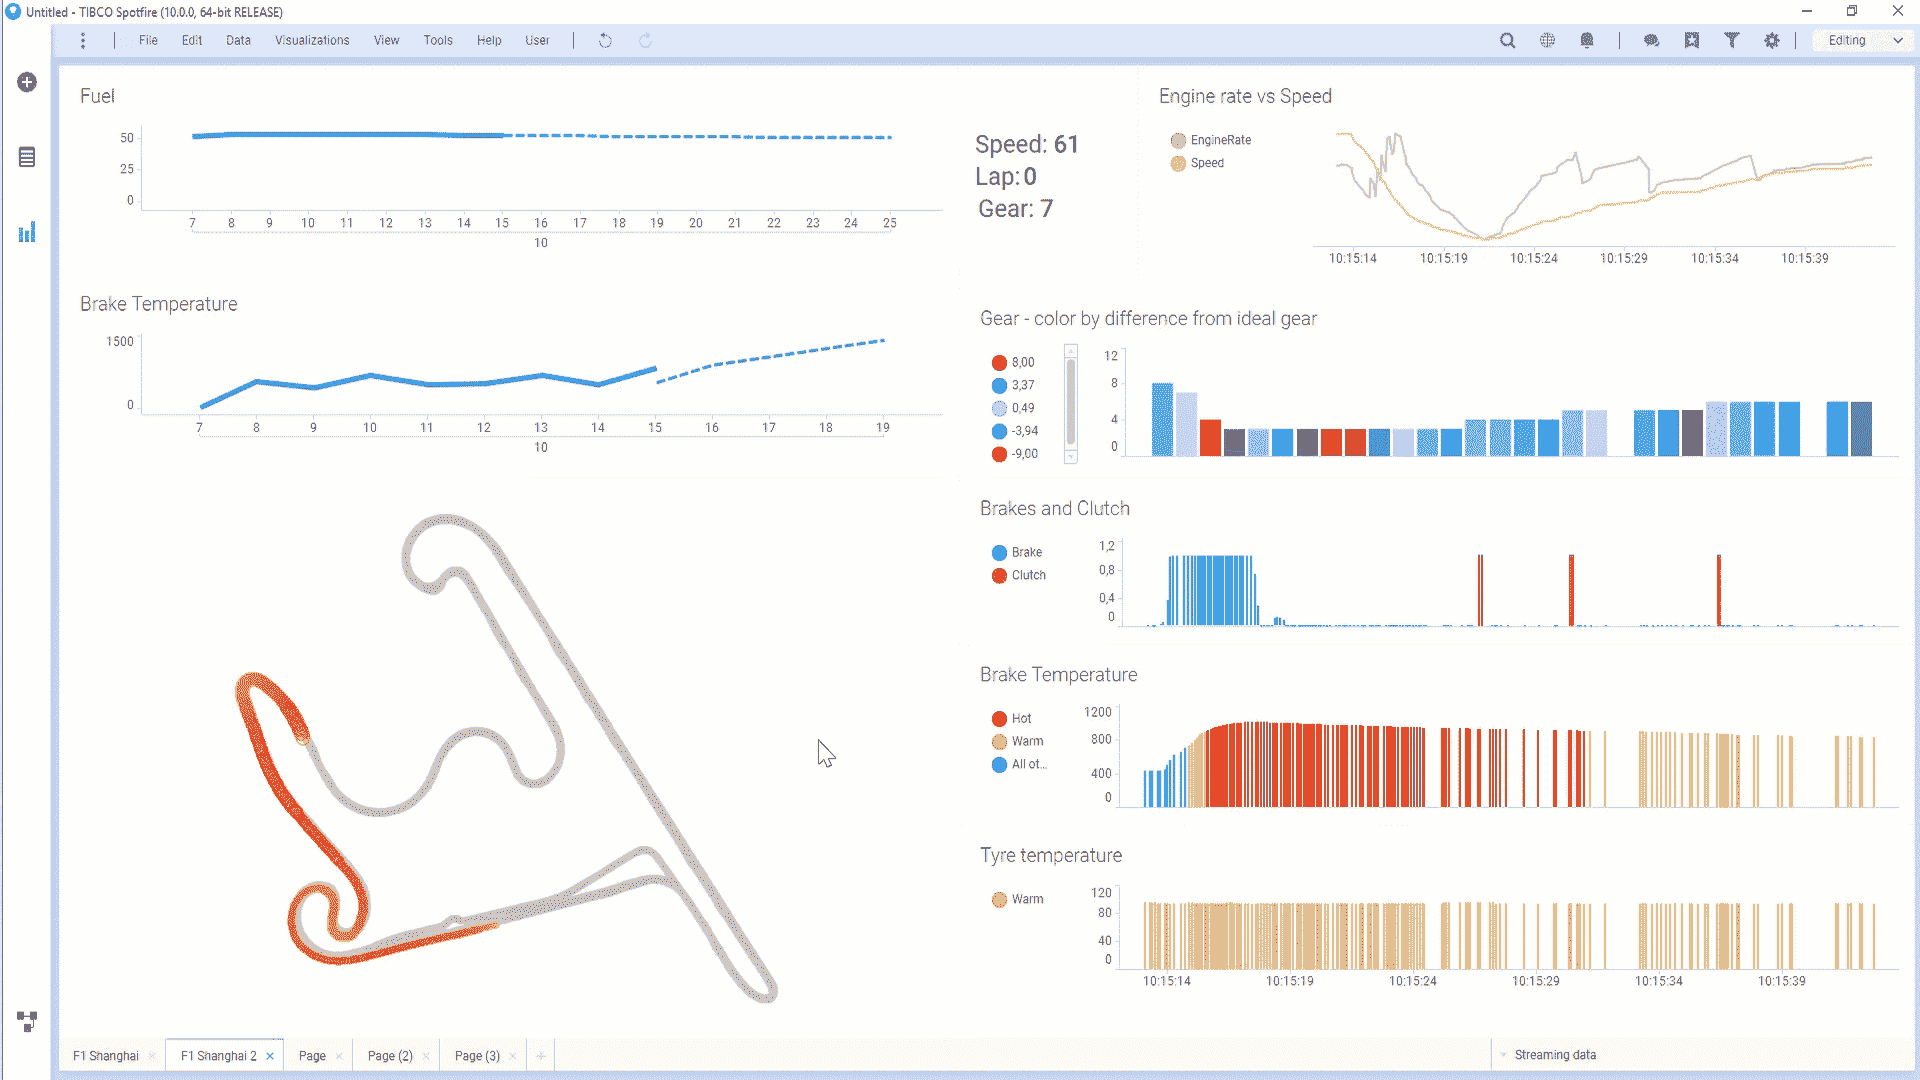 Untitled - TIBCO Spotfire (10.0.0, 64-bit RELEASE)
File Edit Data Visualizations View Tools Help User
Editing
Fuel
50
25
0
7 8 9 10 11 12 13 14 15 16 17 18 19 20 21 22 23 24 25
10
Speed: 61
Lap: 0
Gear: 7
Engine rate vs Speed
EngineRate
Speed
10:15:14 10:15:19 10:15:24 10:15:29 10:15:34 10:15:39
Brake Temperature
1500
0
7 8 9 10 11 12 13 14 15 16 17 18 19
10
Gear - color by difference from ideal gear
8,00
3,37
0,49
-3,94
-9,00
12
8
4
0
Brakes and Clutch
Brake
Clutch
1,2
0,8
0,4
0
Brake Temperature
Hot
Warm
All ot...
1200
800
400
0
Tyre temperature
Warm
120
80
40
0
10:15:14 10:15:19 10:15:24 10:15:29 10:15:34 10:15:39
F1 Shanghai F1 Shanghai 2 Page Page (2) Page (3)
Streaming data